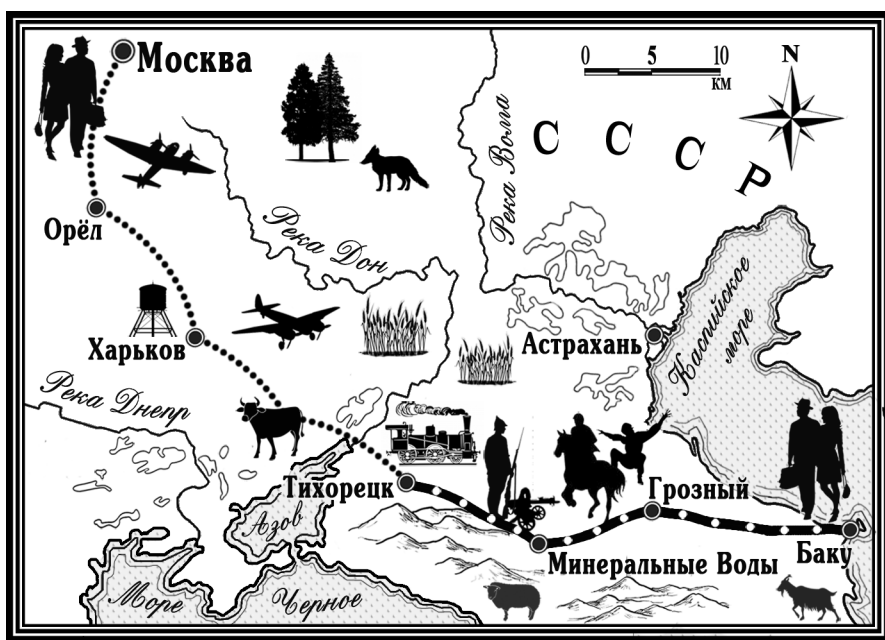 Москва
0 5 10
км
N
С С С Р
Река Волга
Орёл
Река Дон
Харьков
Астрахань
Каспийское
море
Река Днепр
Тихорецк
Грозный
Азов
Минеральные Воды
Баку
Море
Черное